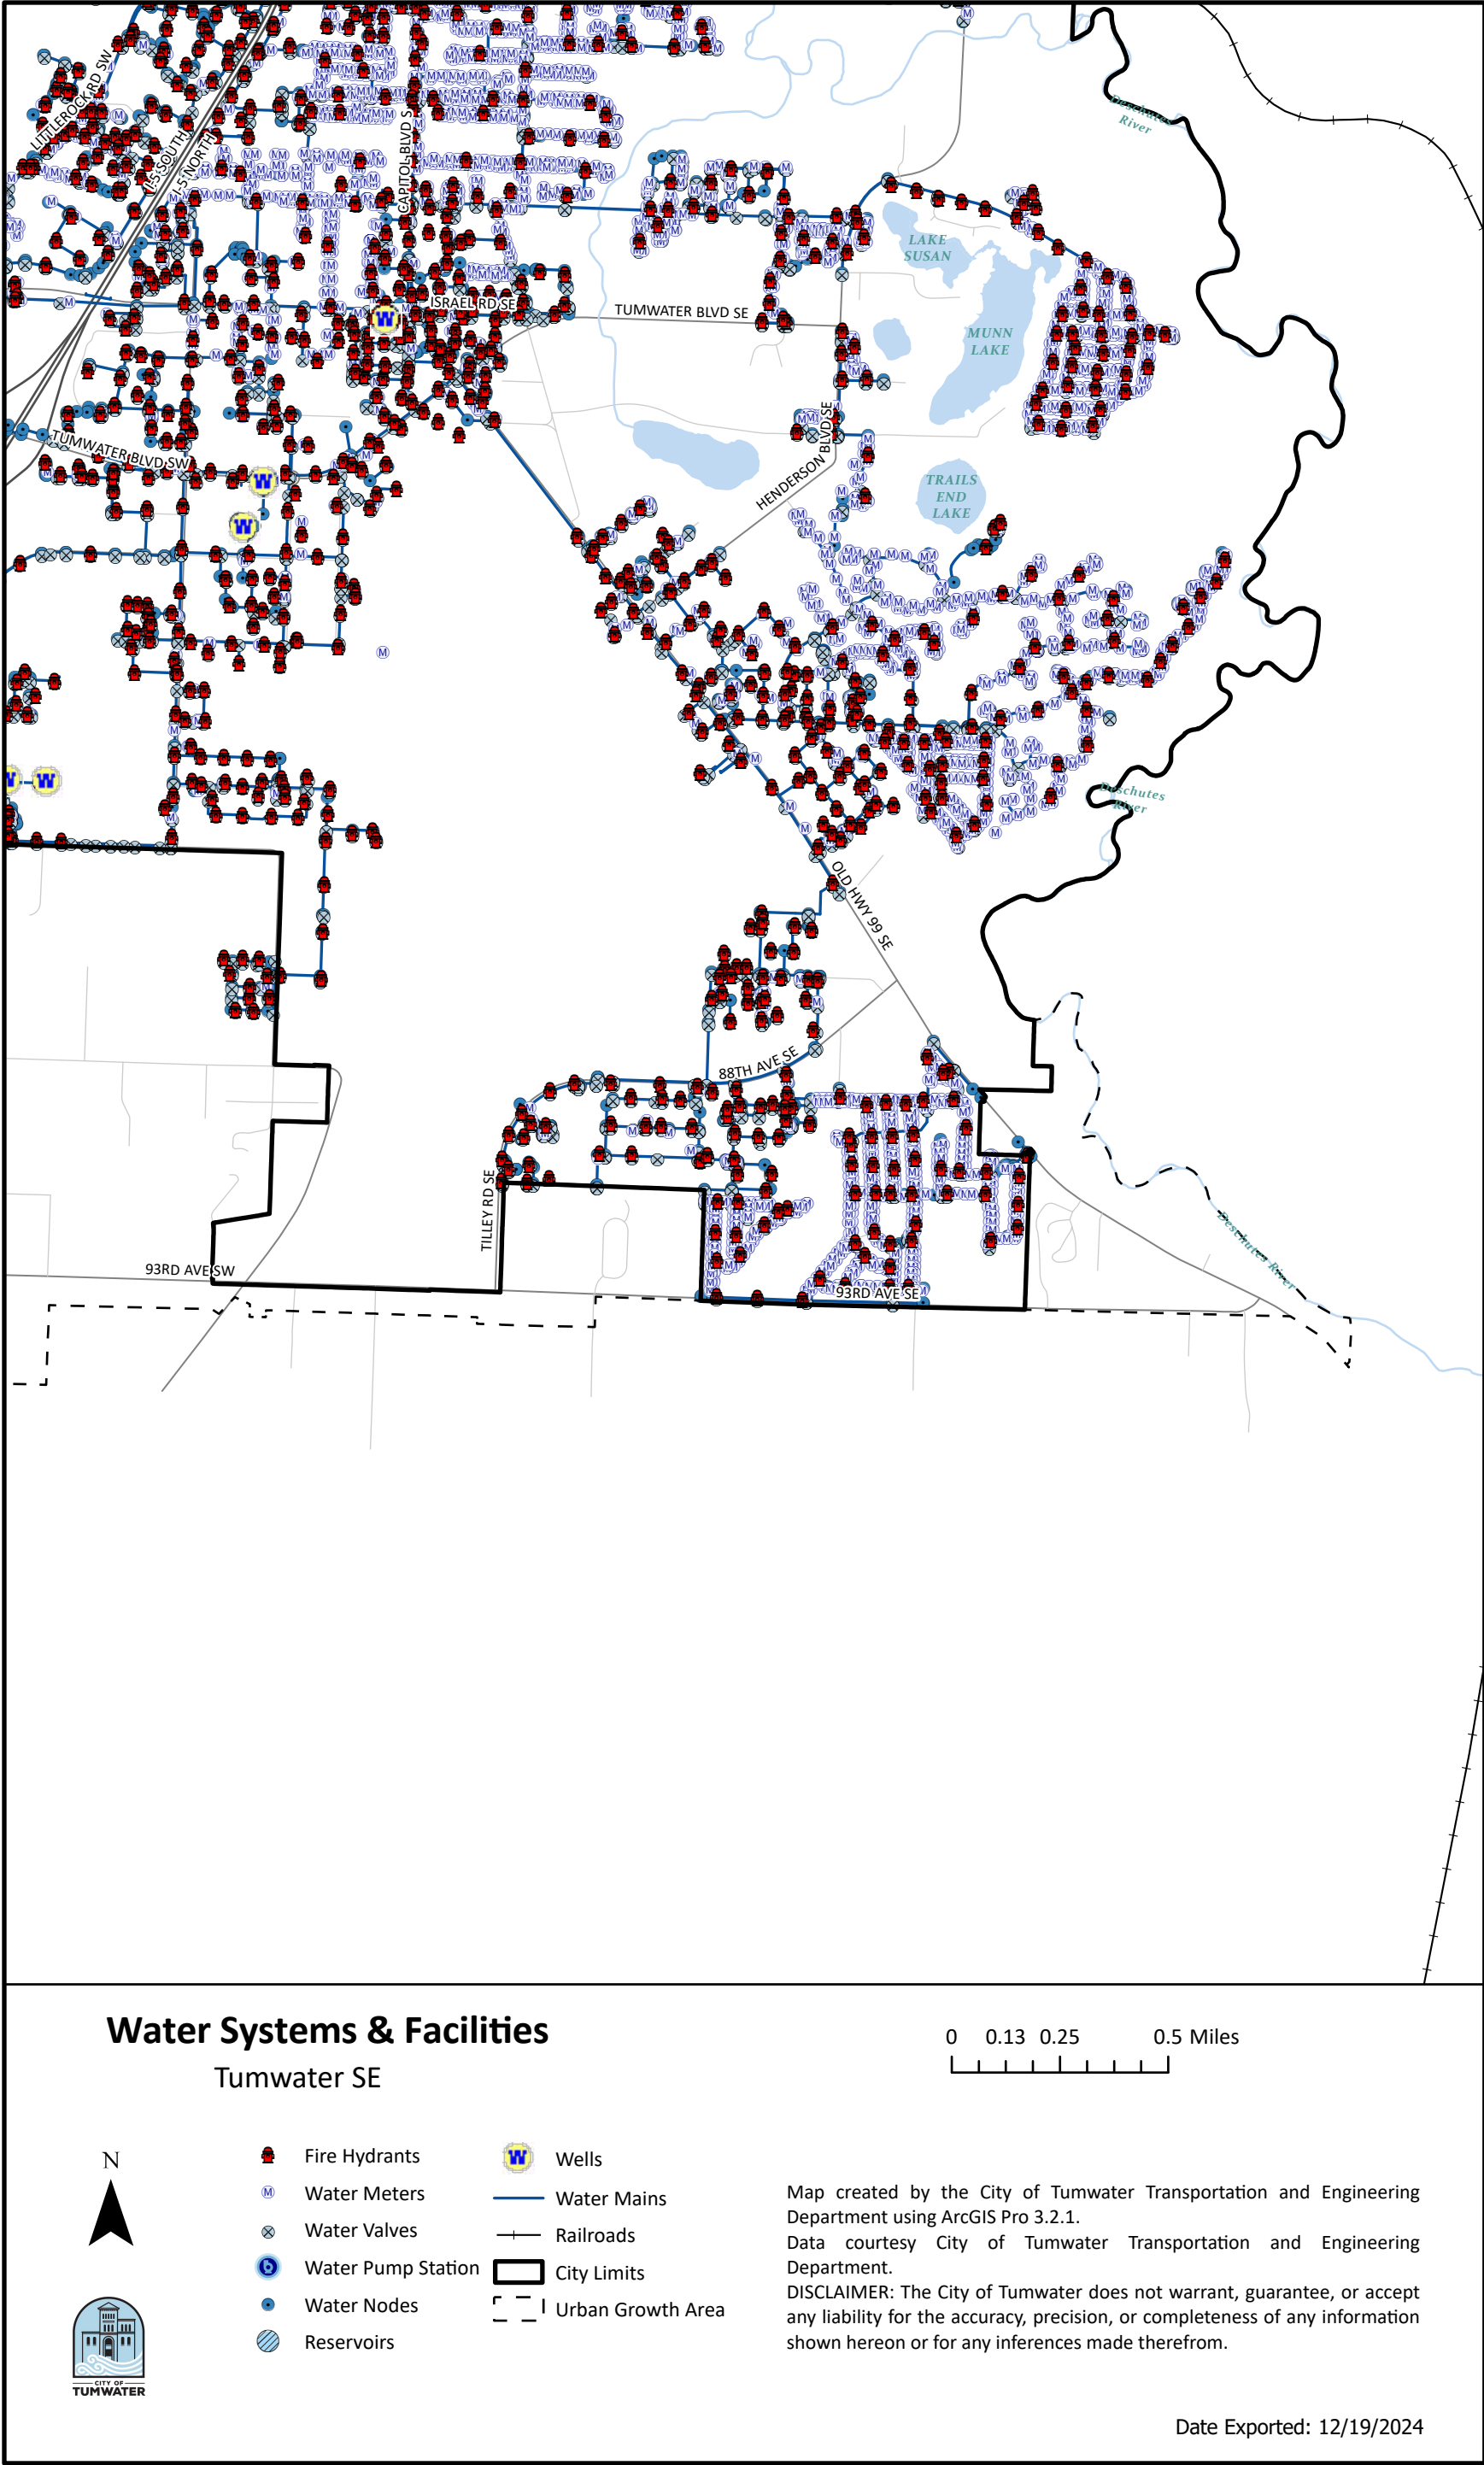 LITTLEROCK RD SW
I-5 SOUTH
I-5 NORTH
CAPITOL BLVD S
Deschutes
River
LAKE
SUSAN
ISRAEL RD SE
TUMWATER BLVD SE
MUNN
LAKE
TUMWATER BLVD SW
HENDERSON BLVD SE
TRAILS
END
LAKE
Deschutes
River
OLD HWY 99 SE
88TH AVE SE
TILLEY RD SE
Deschutes River
93RD AVE SW
93RD AVE SE
Water Systems & Facilities
Tumwater SE
0 0.13 0.25 0.5 Miles
N
Fire Hydrants
Water Meters
Water Valves
Water Pump Station
Water Nodes
Reservoirs
Wells
Water Mains
Railroads
City Limits
Urban Growth Area
CITY OF
TUMWATER
Map created by the City of Tumwater Transportation and Engineering
Department using ArcGIS Pro 3.2.1.
Data courtesy City of Tumwater Transportation and Engineering
Department.
DISCLAIMER: The City of Tumwater does not warrant, guarantee, or accept
any liability for the accuracy, precision, or completeness of any information
shown hereon or for any inferences made therefrom.
Date Exported: 12/19/2024